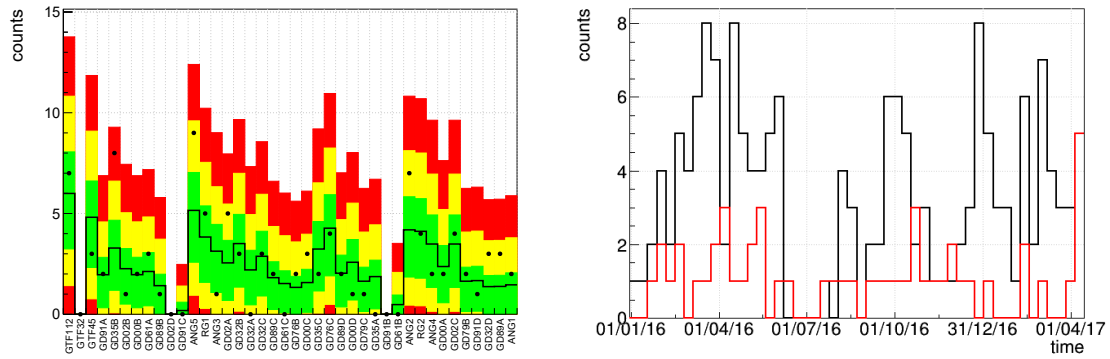 counts
15
10
5
0
GTF112
GTF32
GTF45
GD91A
GD35B
GD02B
GD00B
GD61A
GD89B
GD02D
GD91C
ANG5
RG1
ANG3
GD02A
GD32B
GD32A
GD32C
GD89C
GD61C
GD76B
GD00C
GD35C
GD76C
GD89D
GD00D
GD79C
GD35A
GD91B
GD61B
ANG2
RG2
ANG4
GD00A
GD02C
GD79B
GD91D
GD32D
GD89A
ANG1
counts
8
6
4
2
0
01/01/16
01/04/16
01/07/16
01/10/16
31/12/16
01/04/17
time